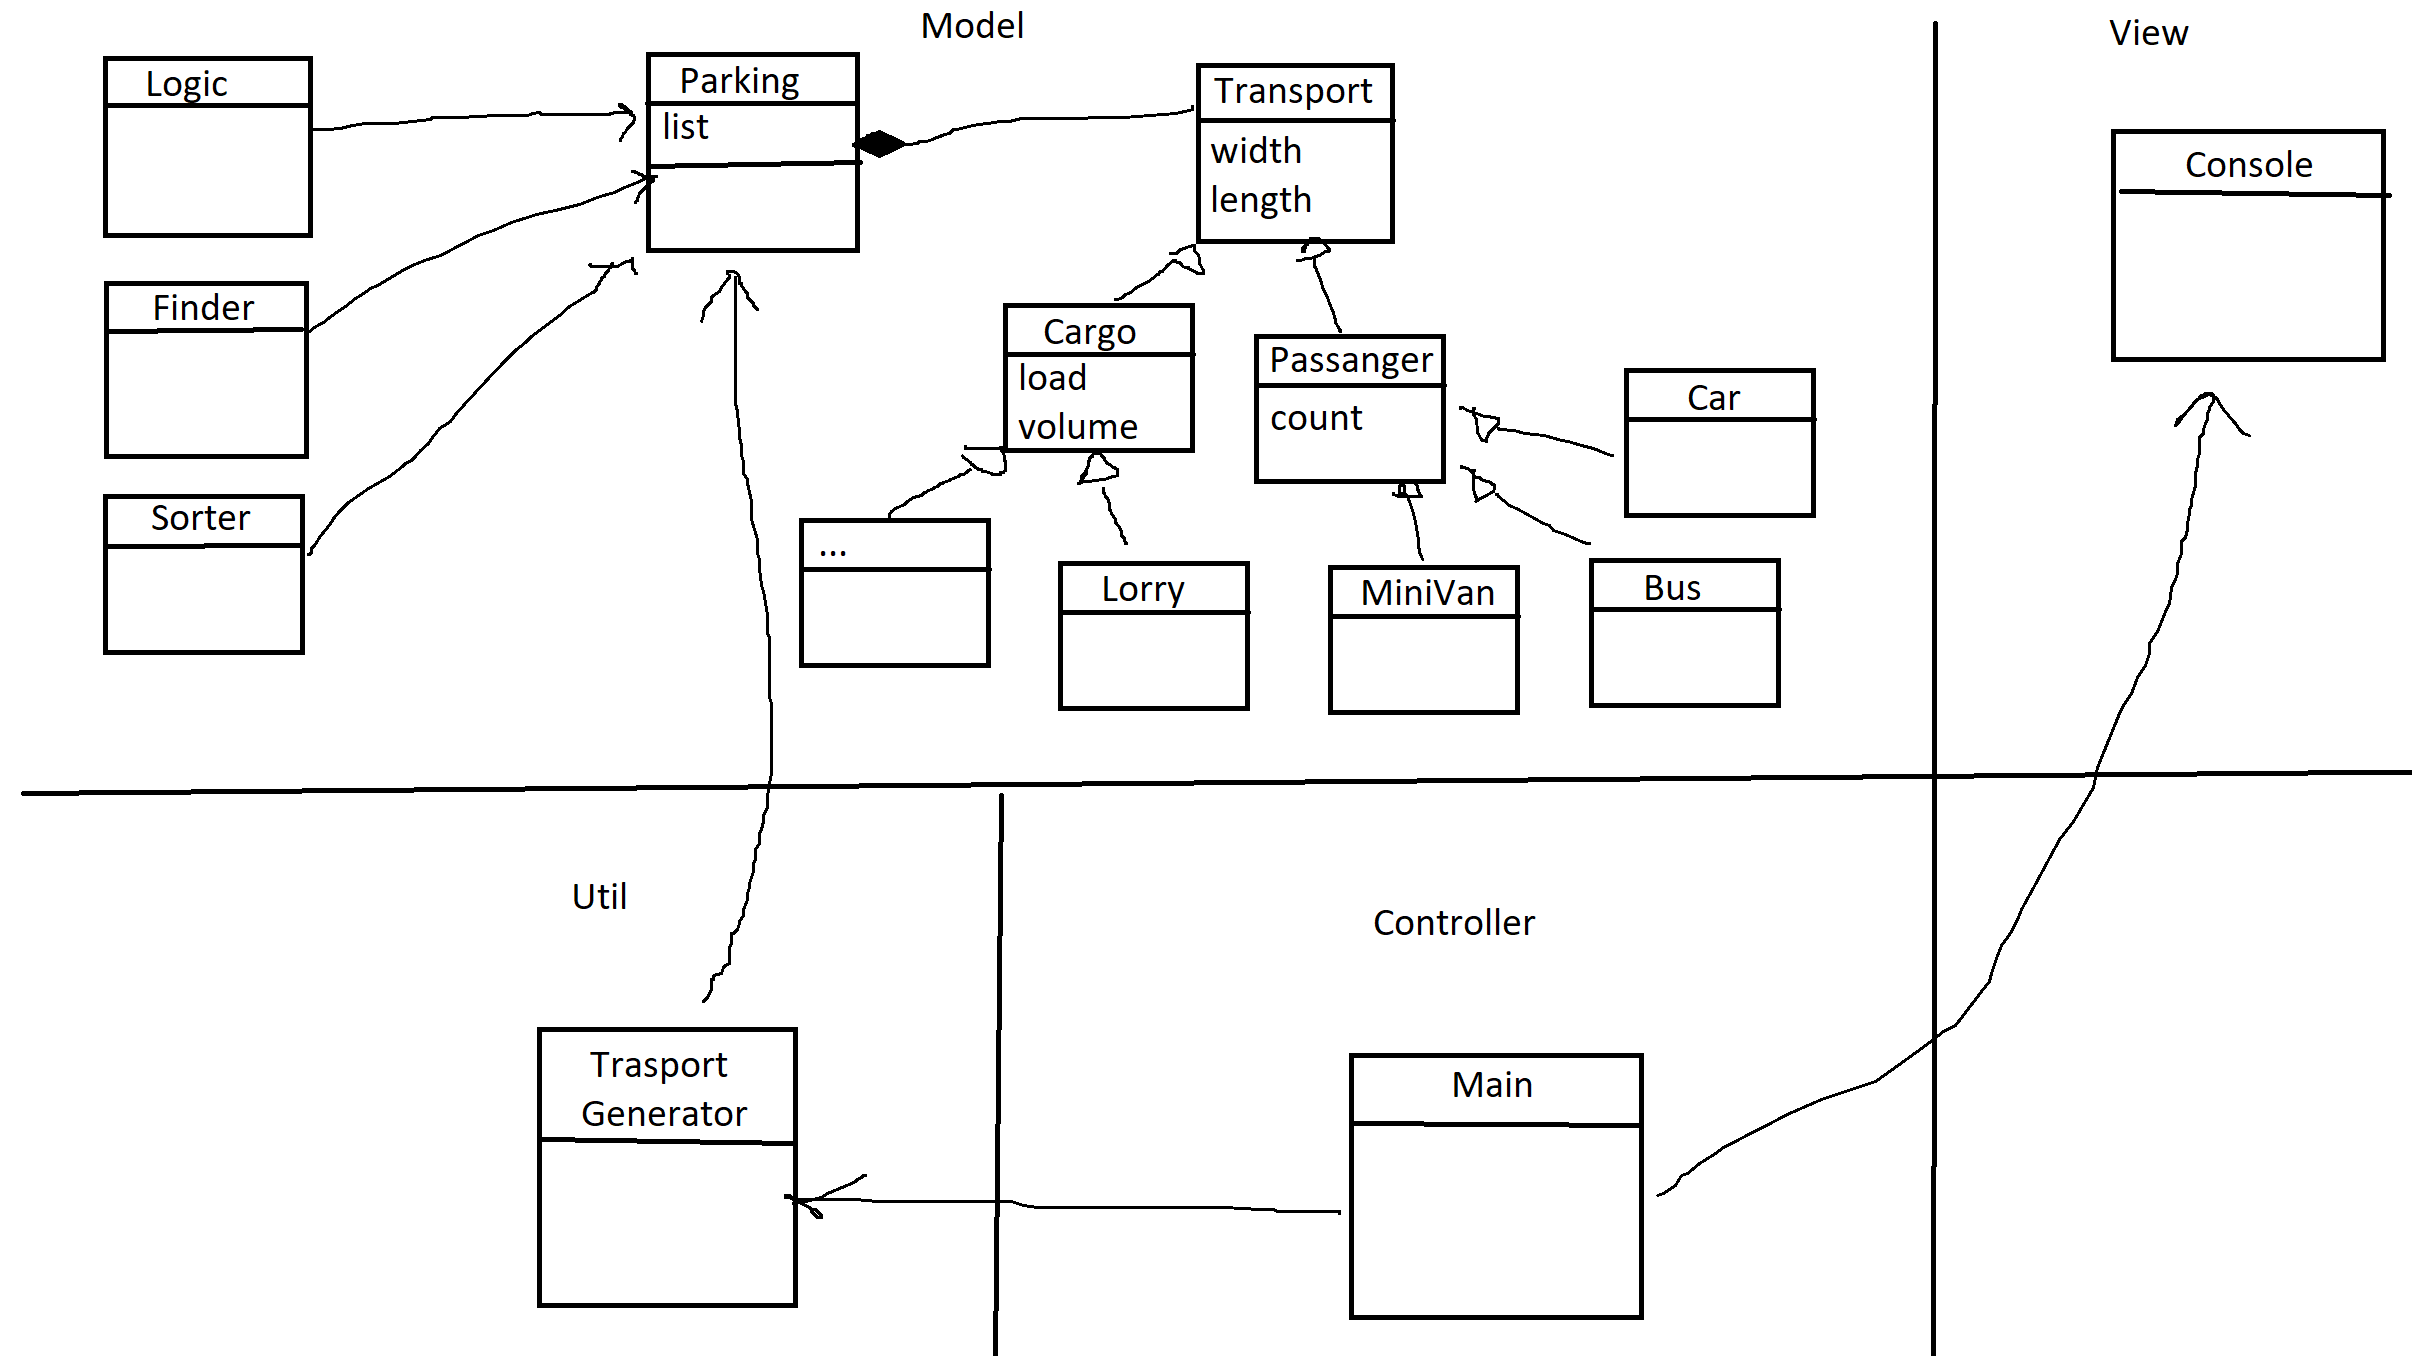 Model
View
Logic
Parking
list
Transport
width
length
Console
Finder
Cargo
load
volume
Passanger
count
Car
Sorter
...
Lorry
MiniVan
Bus
Util
Controller
Trasport
Generator
Main